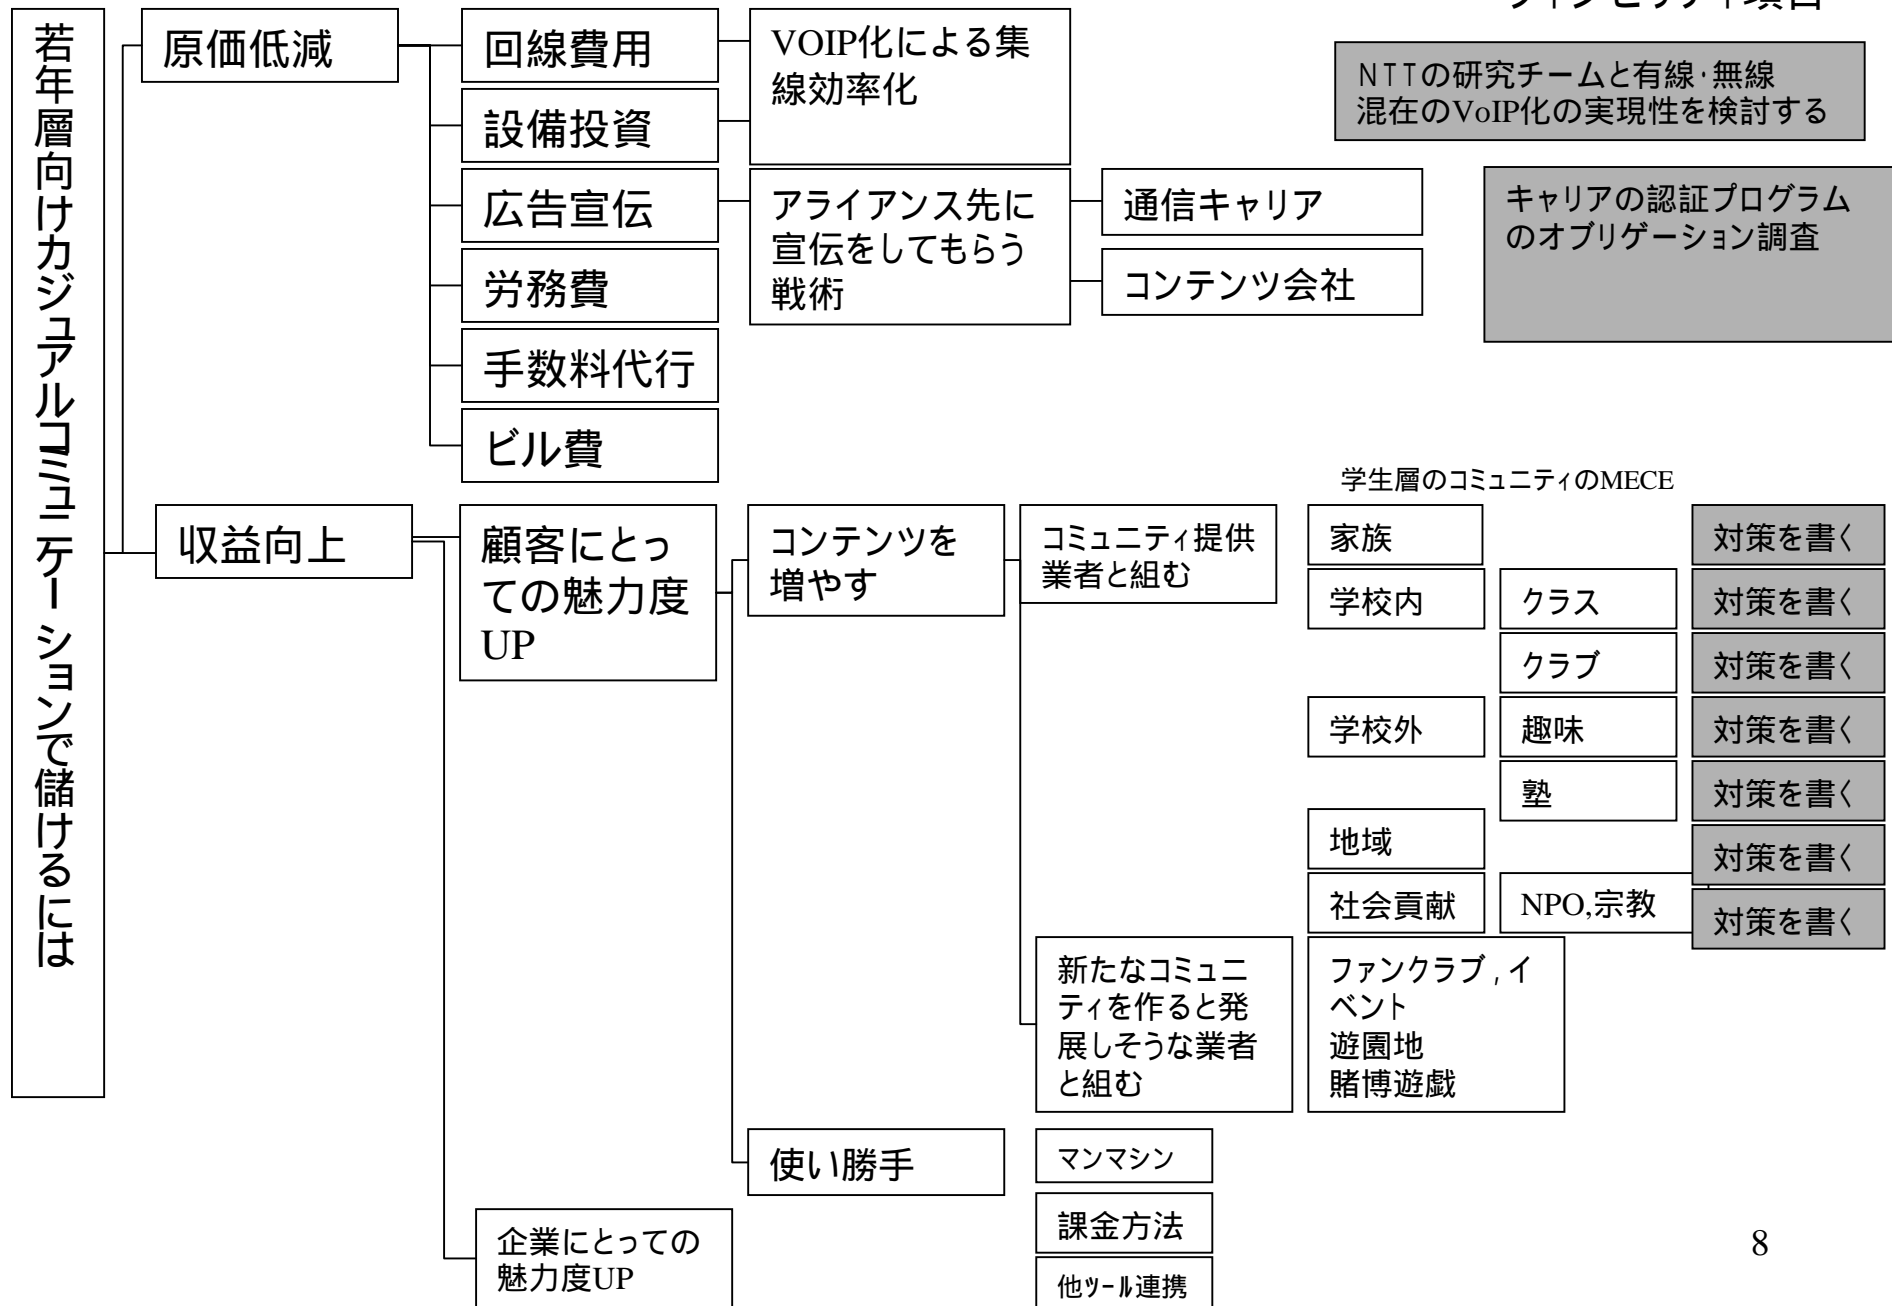 若年層向けカジュアルコミュニケーションで儲けるには
原価低減
回線費用
設備投資
広告宣伝
労務費
手数料代行
ビル費
VOIP化による集
線効率化
アライアンス先に
宣伝をしてもらう
戦術
通信キャリア
コンテンツ会社
NTTの研究チームと有線・無線
混在のVoIP化の実現性を検討する
キャリアの認証プログラム
のオブリゲーション調査
収益向上
顧客にとっ
ての魅力度
UP
コンテンツを
増やす
コミュニティ提供
業者と組む
学生層のコミュニティのMECE
家族
対策を書く
学校内
クラス
対策を書く
クラブ
対策を書く
学校外
趣味
対策を書く
塾
対策を書く
地域
対策を書く
社会貢献
NPO,宗教
対策を書く
新たなコミュニ
ティを作ると発
展しそうな業者
と組む
ファンクラブ,イ
ベント
遊園地
賭博遊戯
使い勝手
マンマシン
課金方法
他ツール連携
企業にとっての
魅力度UP
8